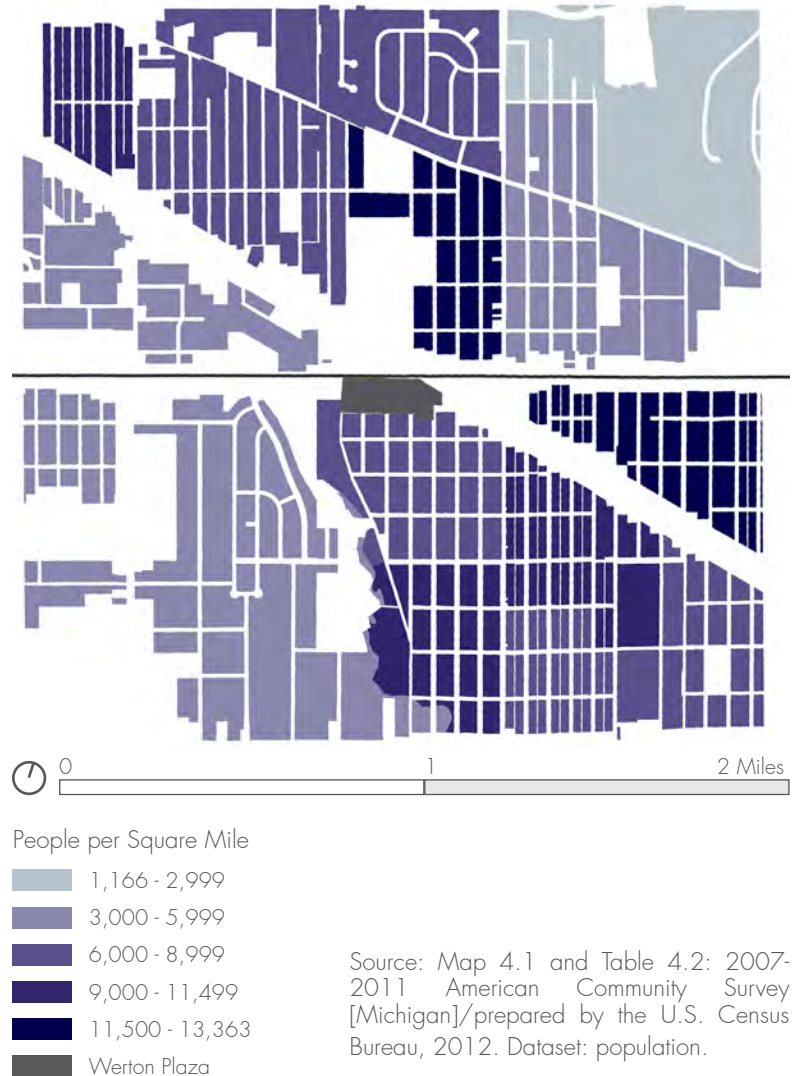 0 1 2 Miles
People per Square Mile
1,166 - 2,999
3,000 - 5,999
6,000 - 8,999
9,000 - 11,499
11,500 - 13,363
Werton Plaza
Source: Map 4.1 and Table 4.2: 2007-
2011 American Community Survey
[Michigan]/prepared by the U.S. Census
Bureau, 2012. Dataset: population.